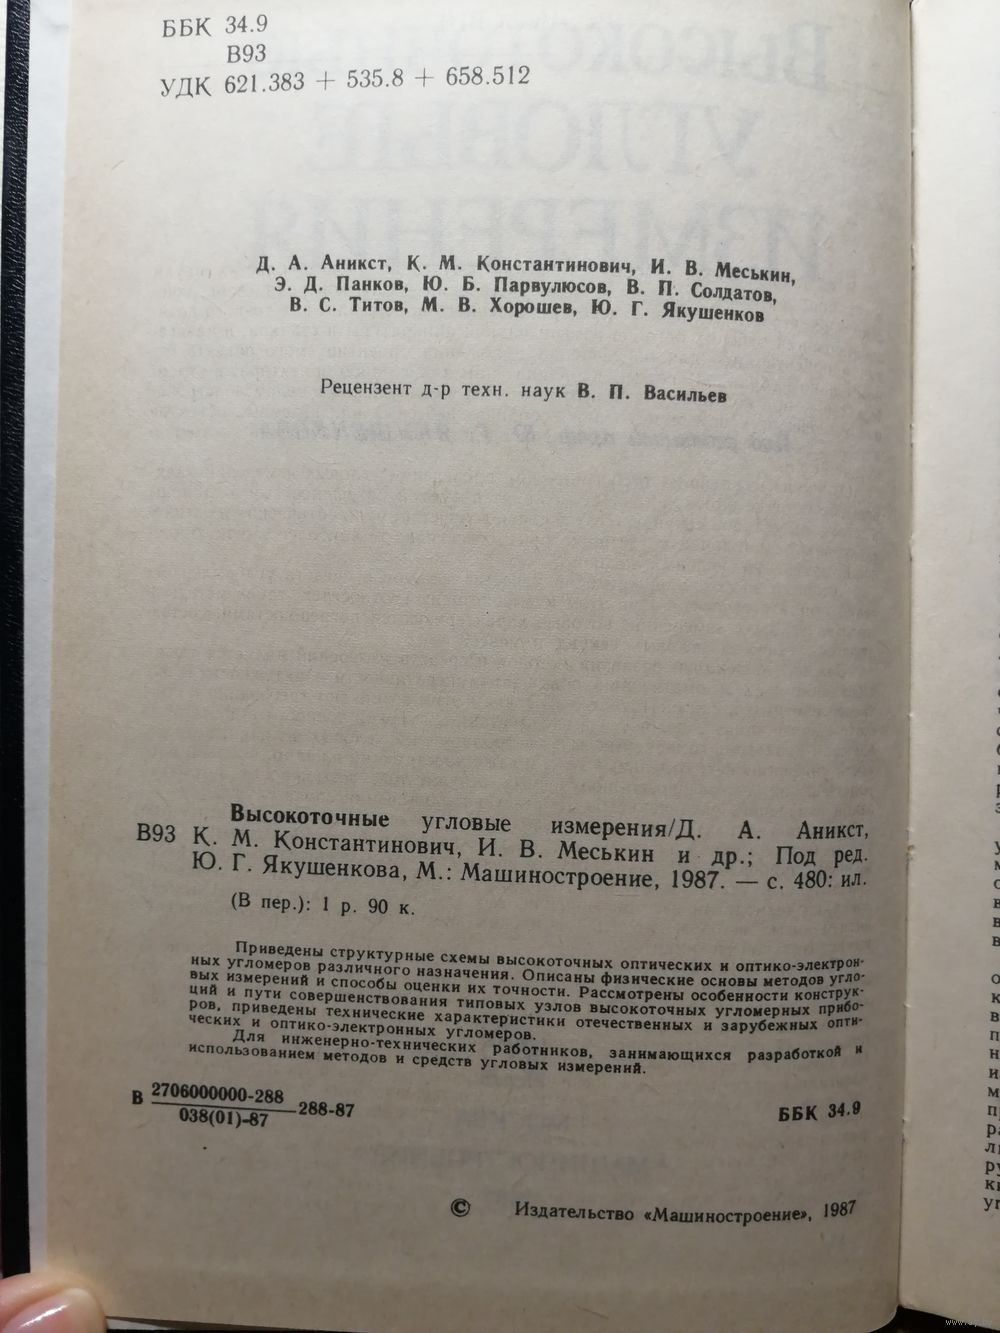 ББК 34.9
В93
УДК 621.383 + 535.8 + 658.512
Д. А. Аникст, К. М. Константинович, И. В. Меськин,
Э. Д. Панков, Ю. Б. Парвулюсов, В. П. Солдатов,
В. С. Титов, М. В. Хорошев, Ю. Г. Якушенков
Рецензент д-р техн. наук В. П. Васильев
Высокоточные угловые измерения/Д. А. Аникст,
В93 К. М. Константинович, И. В. Меськин и др.; Под ред.
Ю. Г. Якушенкова, М.: Машиностроение, 1987. — с. 480: ил.
(В пер.): 1 р. 90 к.
Приведены структурные схемы высокоточных оптических и оптико-электрон-
ных угломеров различного назначения. Описаны физические основы методов угло-
вых измерений и способы оценки их точности. Рассмотрены особенности конструк-
ций и пути совершенствования типовых узлов высокоточных угломерных прибо-
ров, приведены технические характеристики отечественных и зарубежных опти-
ческих и оптико-электронных угломеров.
Для инженерно-технических работников, занимающихся разработкой и
использованием методов и средств угловых измерений.
В 2706000000-288
038(01)-87 288-87
ББК 34.9
© Издательство «Машиностроение», 1987